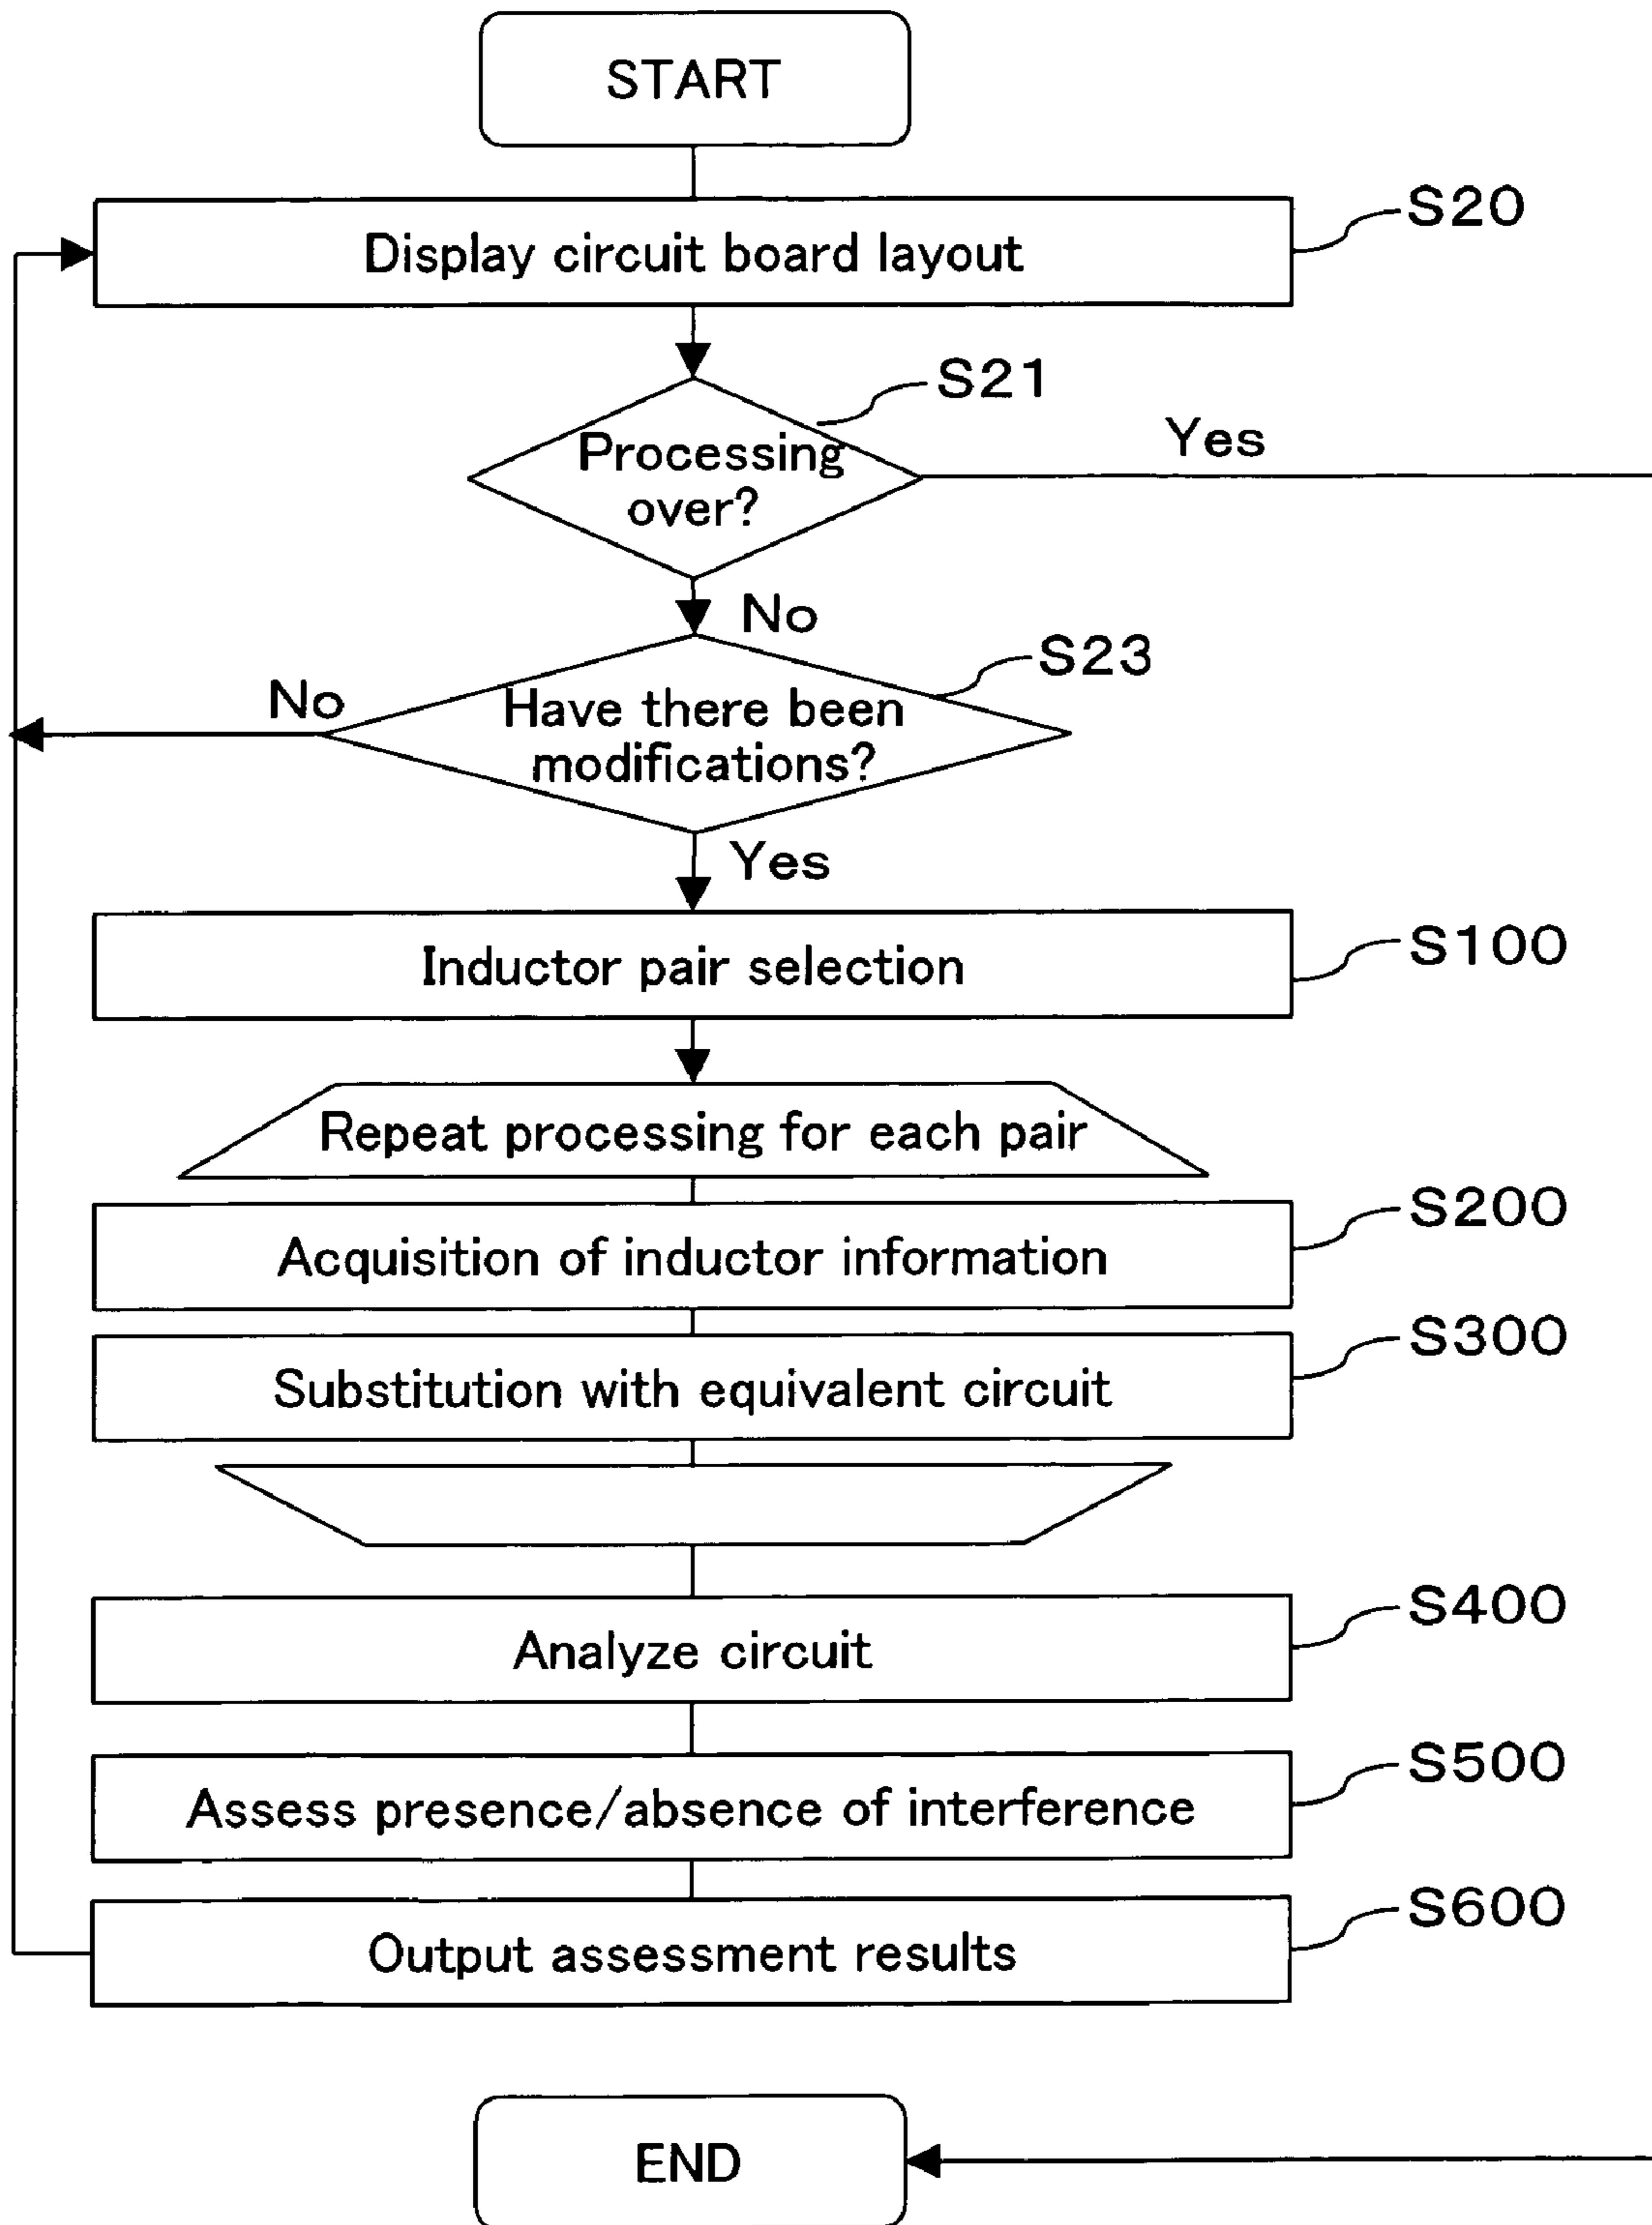 START
Display circuit board layout
S20
Processing
over?
S21
Yes
No
Have there been
modifications?
S23
No
Yes
Inductor pair selection
S100
Repeat processing for each pair
Acquisition of inductor information
S200
Substitution with equivalent circuit
S300
Analyze circuit
S400
Assess presence/absence of interference
S500
Output assessment results
S600
END